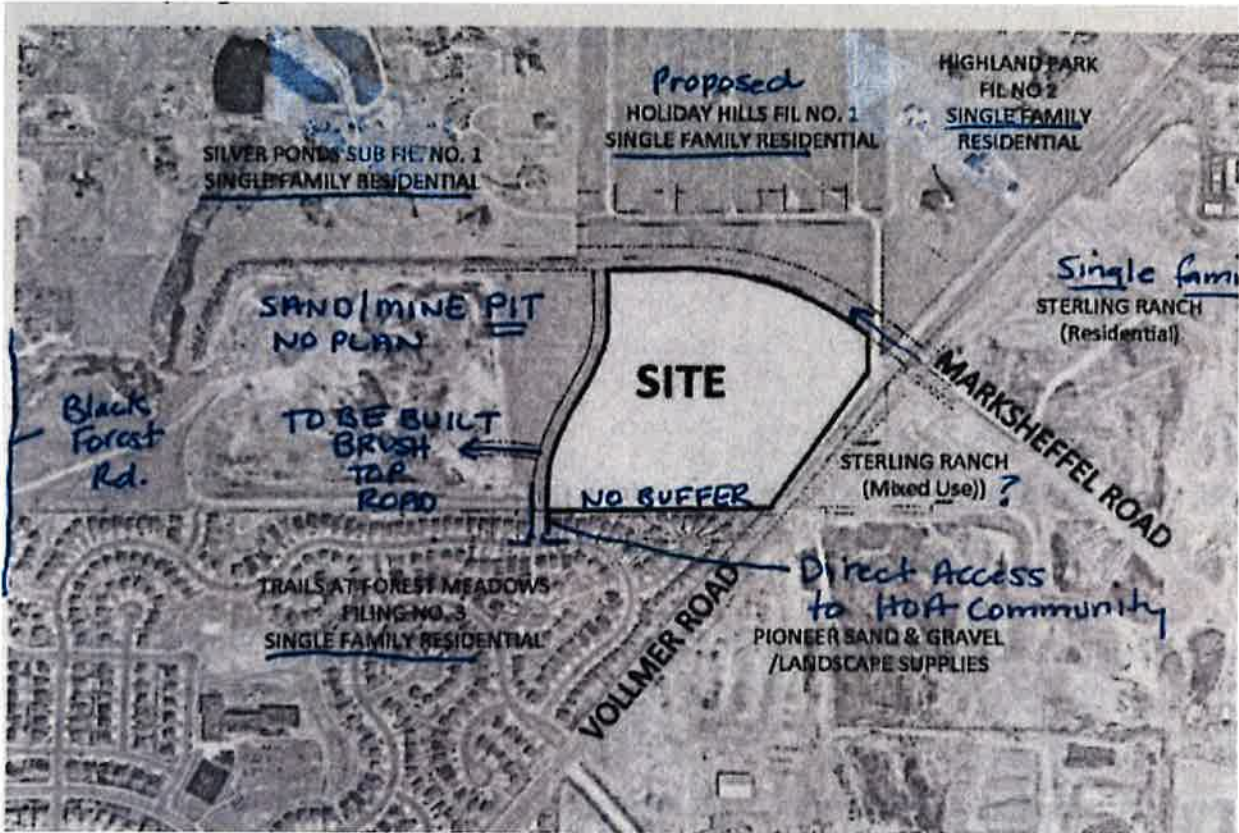 Proposed
HOLIDAY HILLS FIL NO. 1
SINGLE FAMILY RESIDENTIAL
HIGHLAND PARK
FIL NO 2
SINGLE FAMILY
RESIDENTIAL
SILVER PONDS SUB FIL. NO. 1
SINGLE FAMILY RESIDENTIAL
Single fami
STERLING RANCH
(Residential)
SAND/MINE PIT
NO PLAN
SITE
MARKSHEFFEL ROAD
Black
Forest
Rd.
TO BE BUILT
BRUSH
TOP
ROAD
NO BUFFER
STERLING RANCH
(Mixed Use)) ?
Direct Access
to HOA Community
TRAILS AT FOREST MEADOWS
FILING NO. 3
SINGLE FAMILY RESIDENTIAL
VOLLMER ROAD
PIONEER SAND & GRAVEL
/LANDSCAPE SUPPLIES